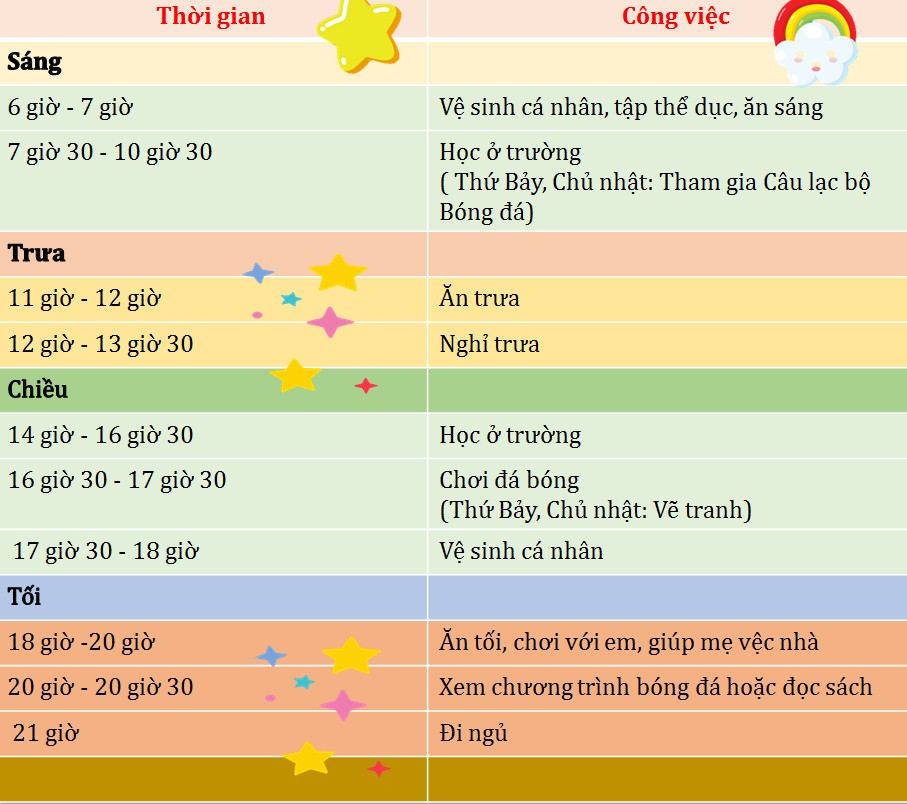 Thời gian Công việc
Sáng
6 giờ - 7 giờ Vệ sinh cá nhân, tập thể dục, ăn sáng
7 giờ 30 - 10 giờ 30 Học ở trường
( Thứ Bảy, Chủ nhật: Tham gia Câu lạc bộ
Bóng đá)
Trưa
11 giờ - 12 giờ Ăn trưa
12 giờ - 13 giờ 30 Nghỉ trưa
Chiều
14 giờ - 16 giờ 30 Học ở trường
16 giờ 30 - 17 giờ 30 Chơi đá bóng
(Thứ Bảy, Chủ nhật: Vẽ tranh)
17 giờ 30 - 18 giờ Vệ sinh cá nhân
Tối
18 giờ -20 giờ Ăn tối, chơi với em, giúp mẹ vệc nhà
20 giờ - 20 giờ 30 Xem chương trình bóng đá hoặc đọc sách
21 giờ Đi ngủ